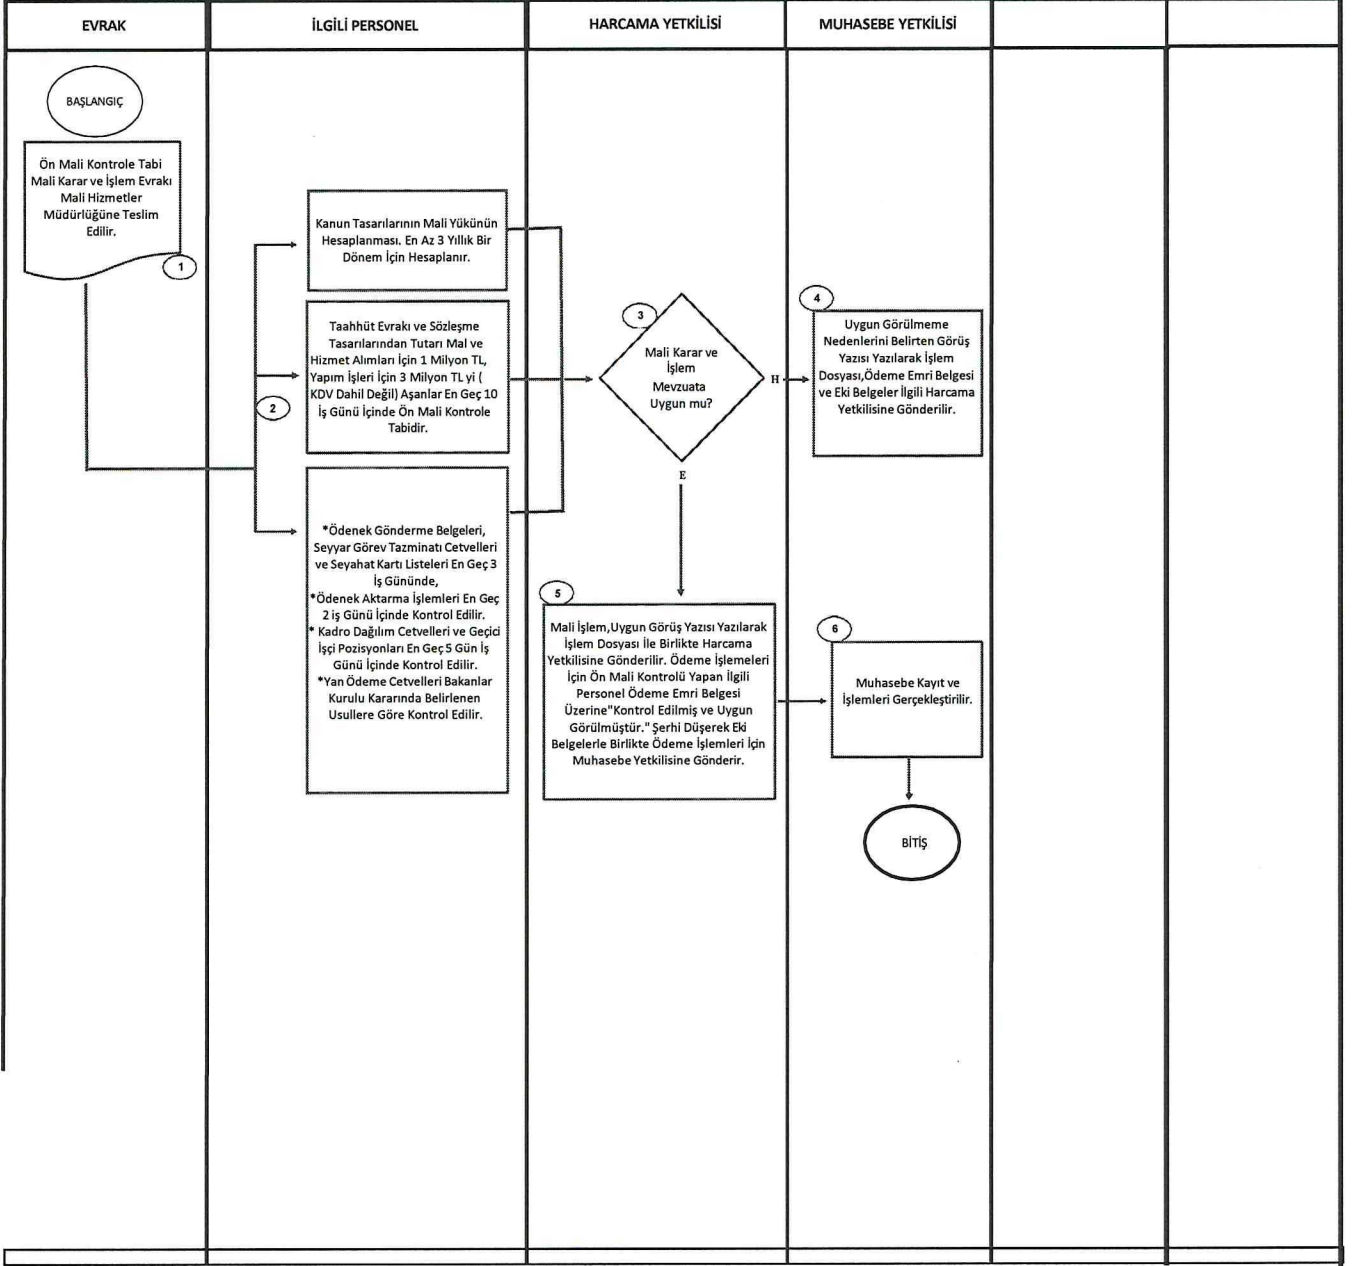 EVRAK
İLGİLİ PERSONEL
HARCAMA YETKİLİSİ
MUHASEBE YETKİLİSİ
BAŞLANGIÇ
Ön Mali Kontrole Tabi
Mali Karar ve İşlem Evrakı
Mali Hizmetler
Müdürlüğüne Teslim
Edilir.
1
2
Kanun Tasarılarının Mali Yükünün
Hesaplanması. En Az 3 Yıllık Bir
Dönem İçin Hesaplanır.
Taahhüt Evrakı ve Sözleşme
Tasarılarından Tutarı Mal ve
Hizmet Alımları İçin 1 Milyon TL,
Yapım İşleri İçin 3 Milyon TL yi (
KDV Dahil Değil) Aşanlar En Geç 10
İş Günü İçinde Ön Mali Kontrole
Tabidir.
*Ödenek Gönderme Belgeleri,
Seyyar Görev Tazminatı Cetvelleri
ve Seyahat Kartı Listeleri En Geç 3
İş Gününde,
*Ödenek Aktarma İşlemleri En Geç
2 iş Günü İçinde Kontrol Edilir.
* Kadro Dağılım Cetvelleri ve Geçici
İşçi Pozisyonları En Geç 5 Gün İş
Günü İçinde Kontrol Edilir.
*Yan Ödeme Cetvelleri Bakanlar
Kurulu Kararında Belirlenen
Usullere Göre Kontrol Edilir.
3
Mali Karar ve
İşlem
Mevzuata
Uygun mu?
H
E
4
Uygun Görülmeme
Nedenlerini Belirten Görüş
Yazısı Yazılarak İşlem
Dosyası,Ödeme Emri Belgesi
ve Eki Belgeler İlgili Harcama
Yetkilisine Gönderilir.
5
Mali İşlem,Uygun Görüş Yazısı Yazılarak
İşlem Dosyası İle Birlikte Harcama
Yetkilisine Gönderilir. Ödeme İşlemeleri
İçin Ön Mali Kontrolü Yapan İlgili
Personel Ödeme Emri Belgesi
Üzerine"Kontrol Edilmiş ve Uygun
Görülmüştür." Şerhi Düşerek Eki
Belgelerle Birlikte Ödeme İşlemleri İçin
Muhasebe Yetkilisine Gönderir.
6
Muhasebe Kayıt ve
İşlemleri Gerçekleştirilir.
BİTİŞ